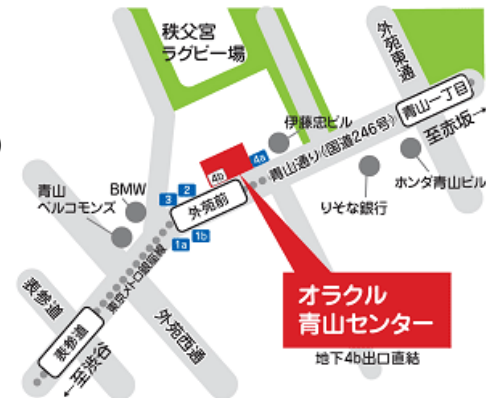 秩父宮
ラグビー場
外苑東通
青山一丁目
至赤坂→
伊藤忠ビル
青山通り《国道246号》
ホンダ青山ビル
りそな銀行
4a
4b
外苑前
2
3
BMW
青山
ベルコモンズ
1b
1a
東京メトロ銀座線
表参道
外苑西通
表参道
←至渋谷
オラクル
青山センター
地下4b出口直結